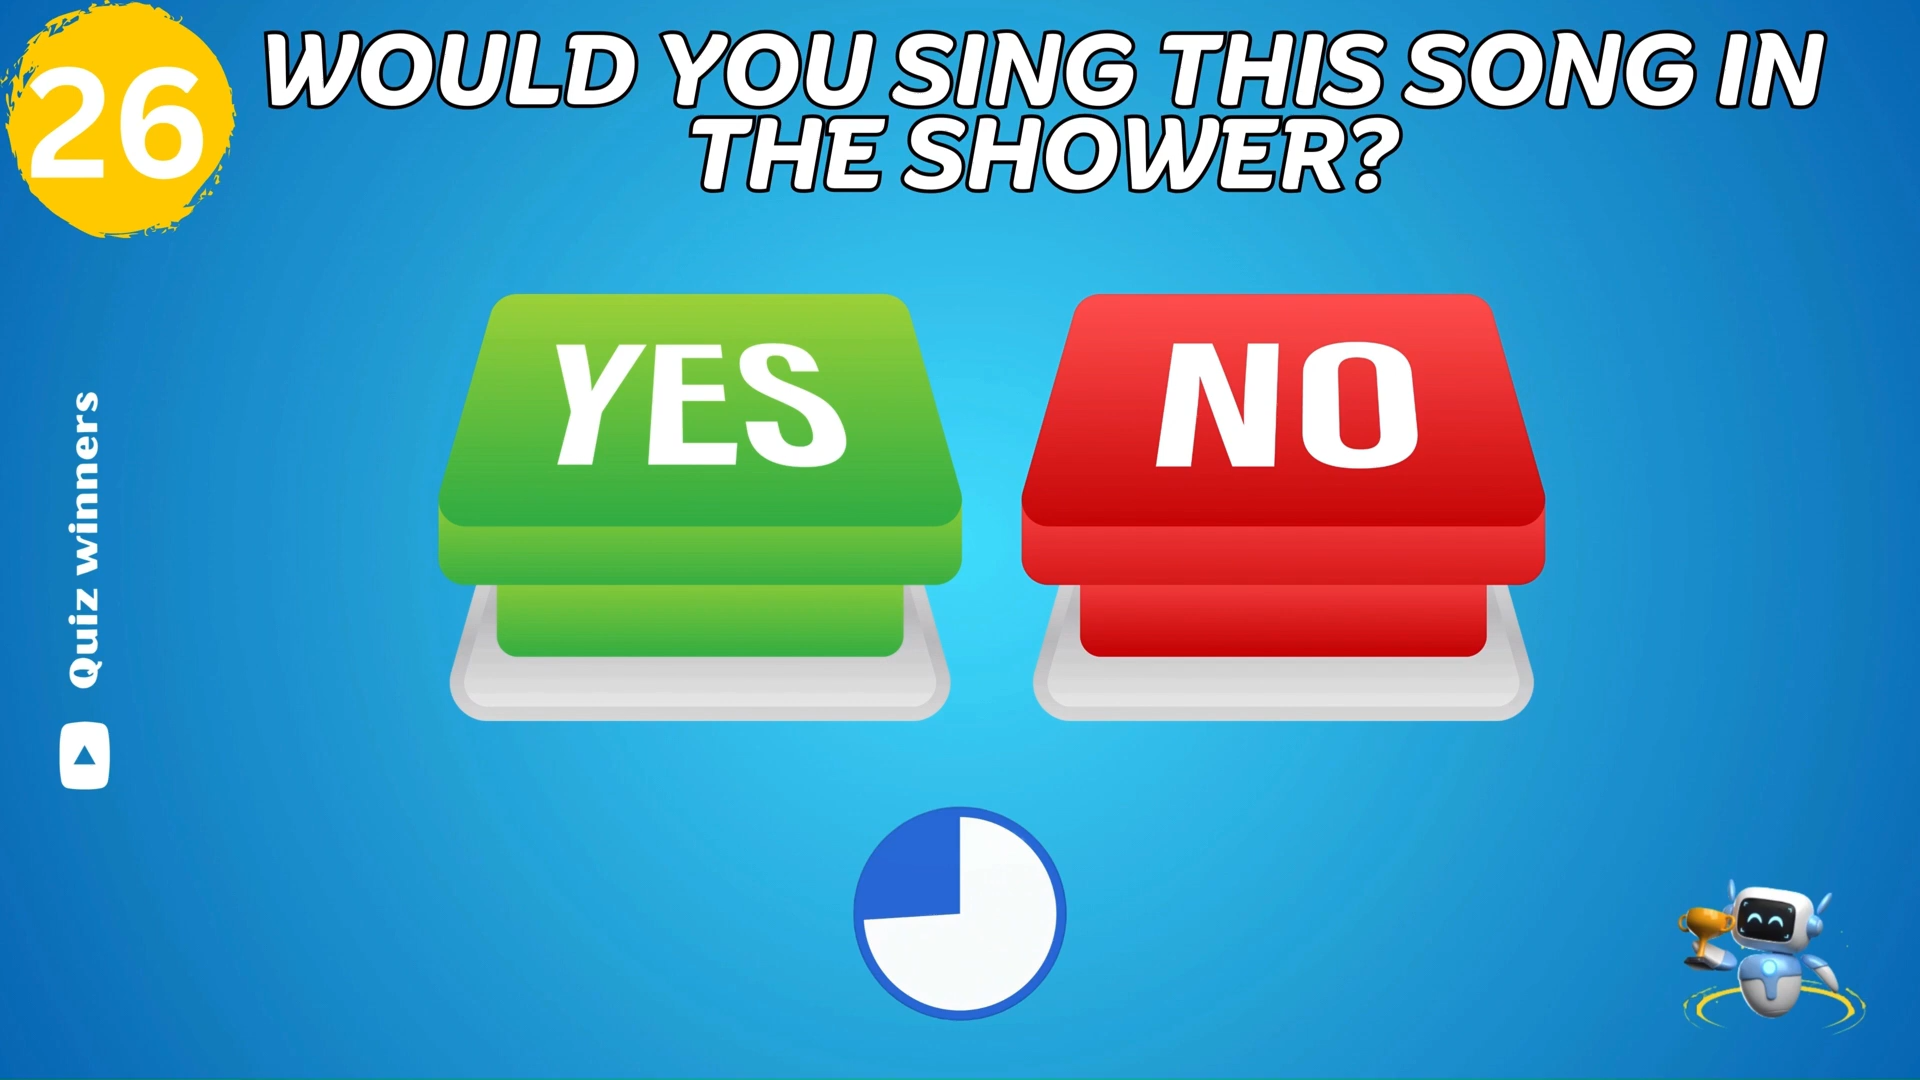 26
WOULD YOU SING THIS SONG IN
THE SHOWER?
YES
NO
Quiz winners